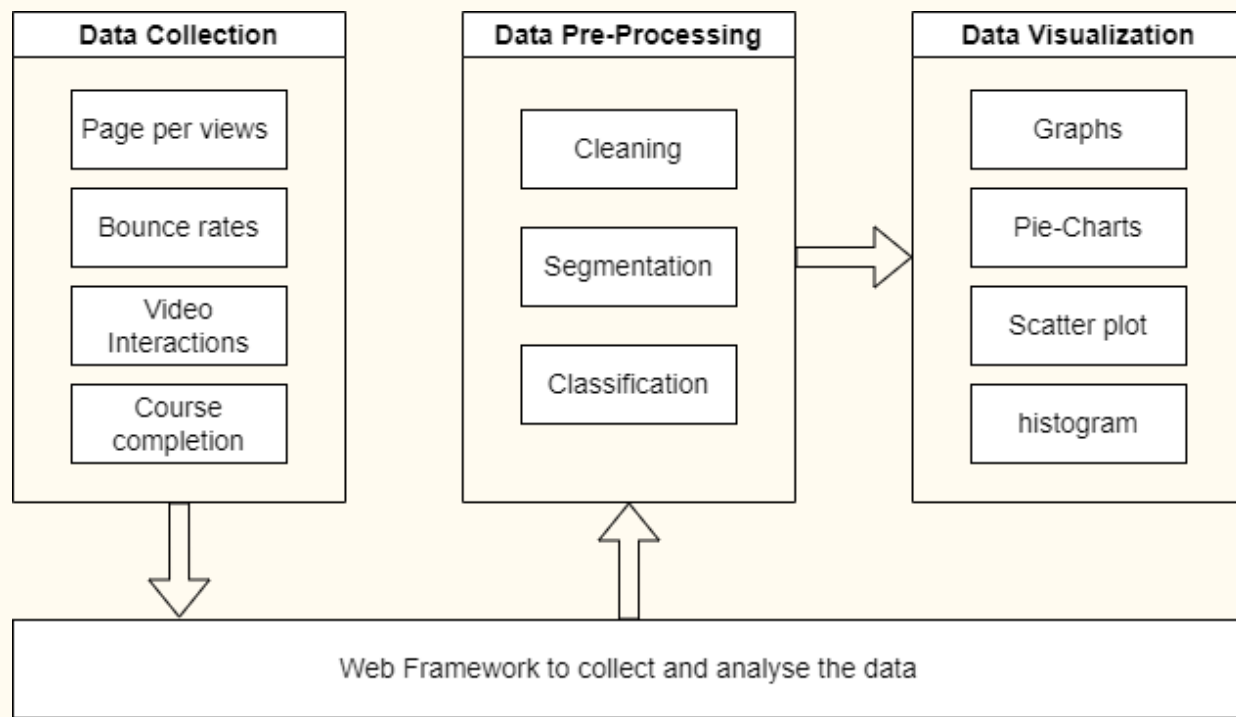 Data Collection
Page per views
Bounce rates
Video
Interactions
Course
completion
Data Pre-Processing
Cleaning
Segmentation
Classification
Data Visualization
Graphs
Pie-Charts
Scatter plot
histogram
Web Framework to collect and analyse the data